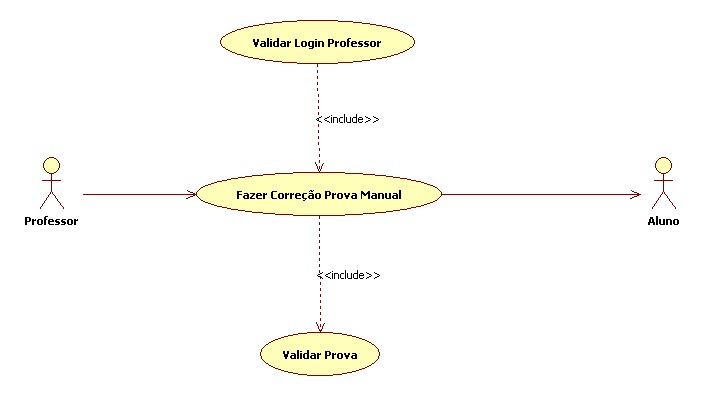 Validar Login Professor
<<include>>
Fazer Correção Prova Manual
Professor
Aluno
<<include>>
Validar Prova